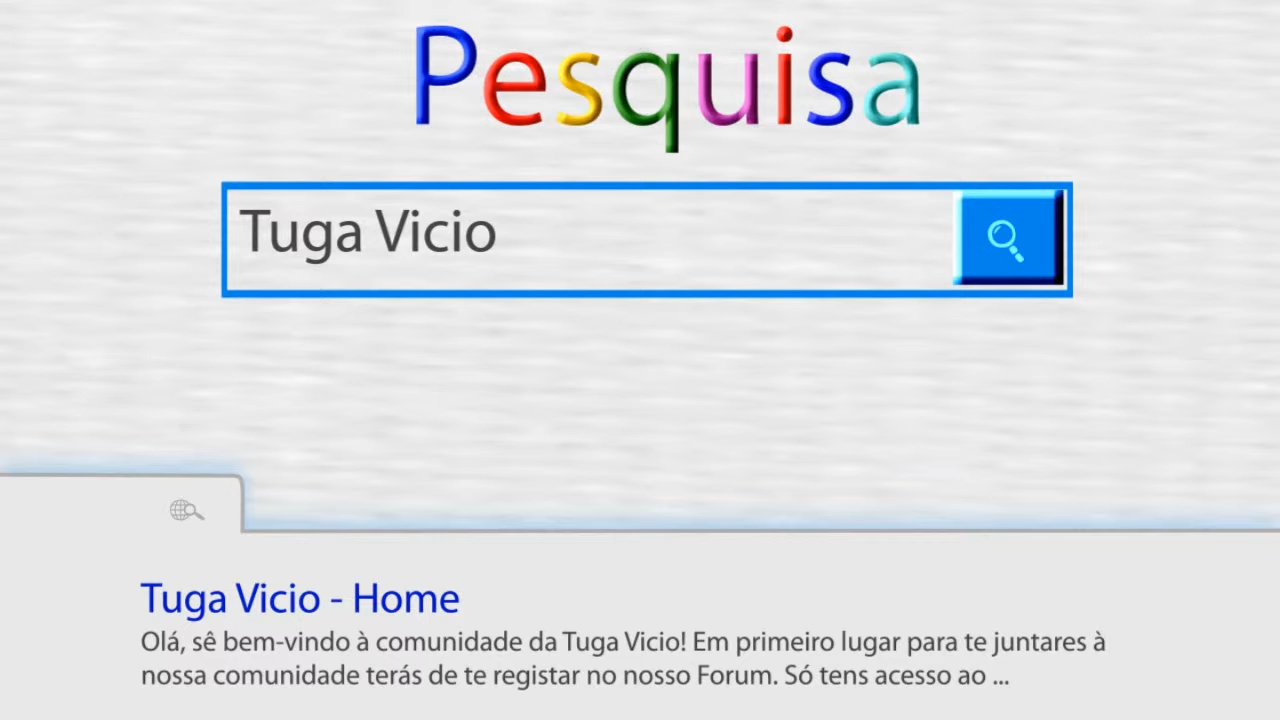 Pesquisa
Tuga Vicio
Tuga Vicio - Home
Olá, sê bem-vindo à comunidade da Tuga Vicio! Em primeiro lugar para te juntares à
nossa comunidade terás de te registar no nosso Forum. Só tens acesso ao ...